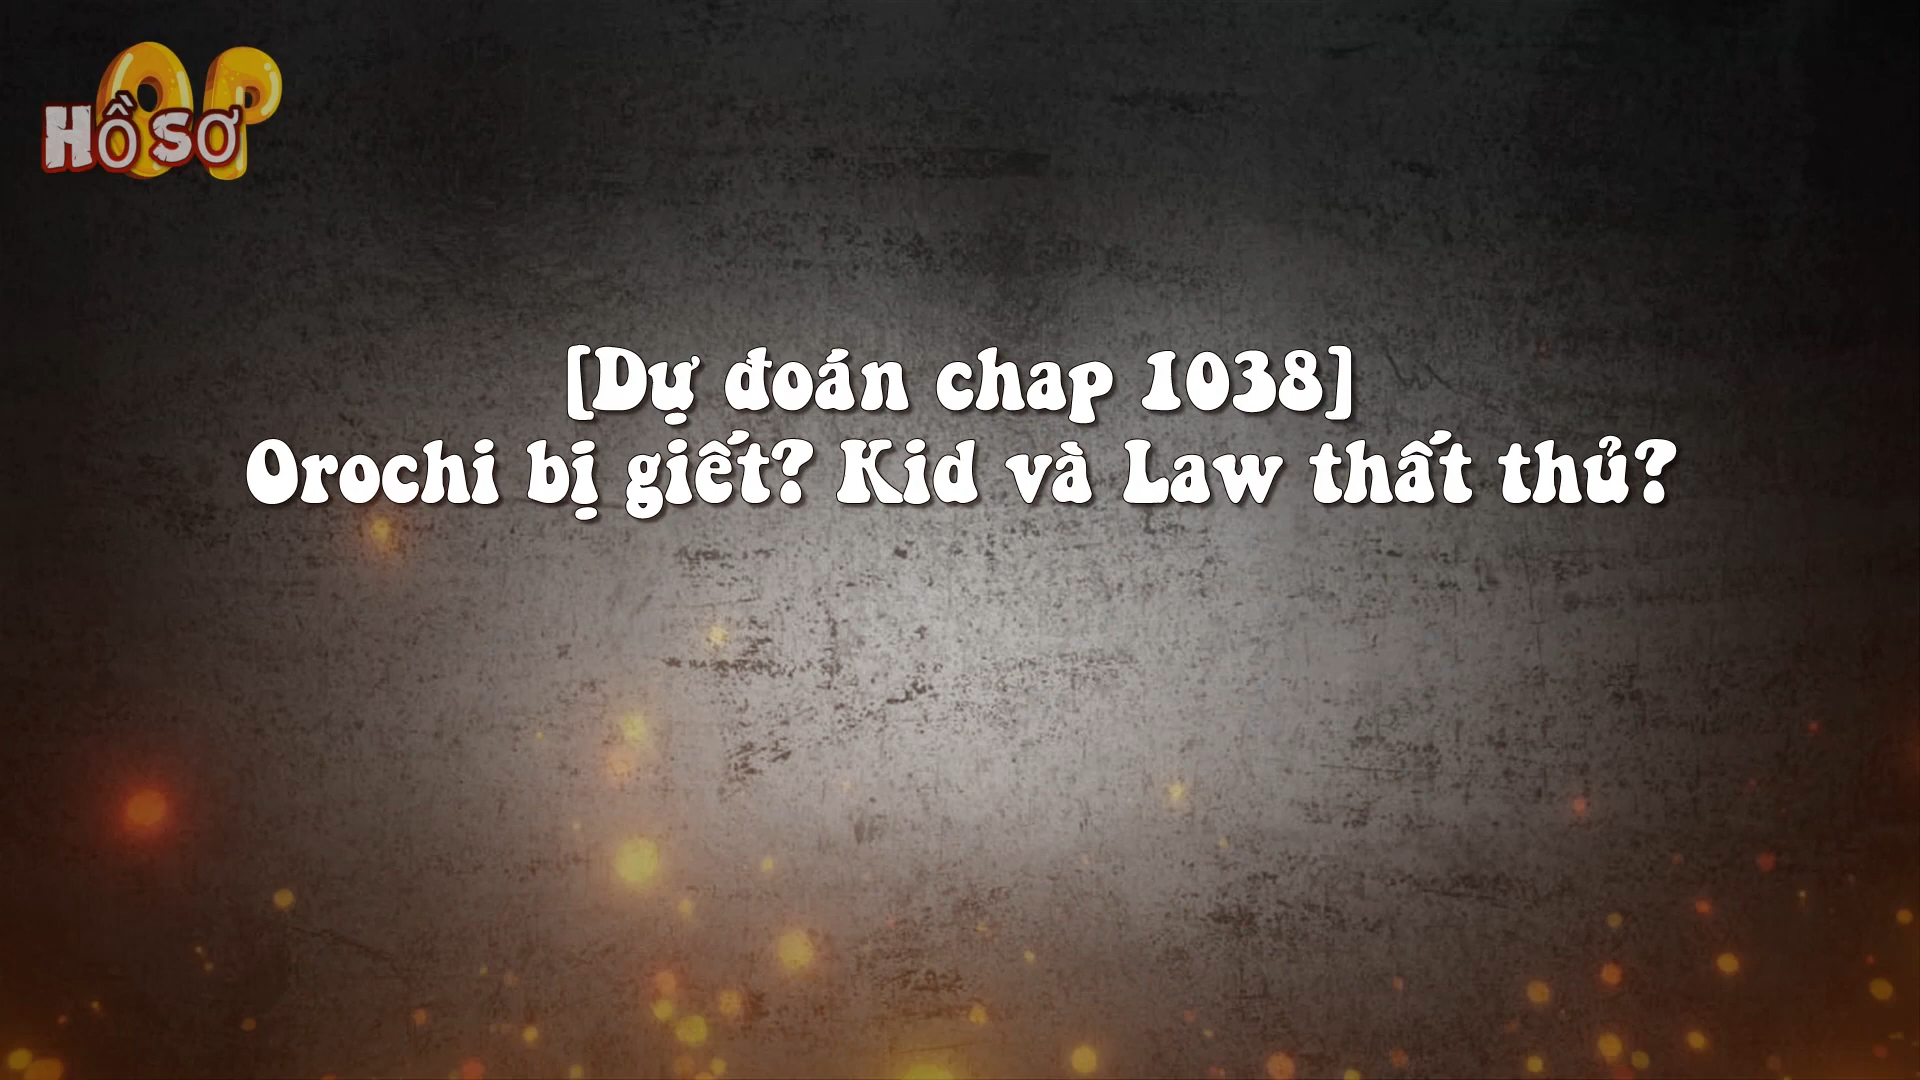 OP
HỒ SƠ
[Dự đoán chap 1038]
Orochi bị giết? Kid và Law thất thủ?